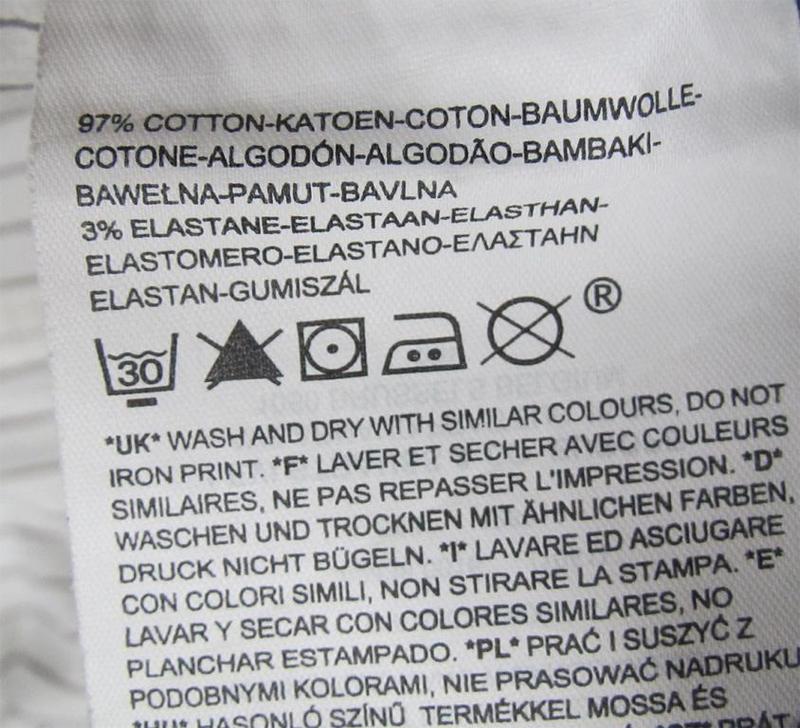 97% COTTON-KATOEN-COTON-BAUMWOLLE-
COTONE-ALGODÓN-ALGODÃO-BAMBAKI-
BAWEŁNA-PAMUT-BAVLNA
3% ELASTANE-ELASTAAN-ELASTHAN-
ELASTOMERO-ELASTANO-ΕΛΑΣΤΑΗΝ
ELASTAN-GUMISZÁL
30 ®
*UK* WASH AND DRY WITH SIMILAR COLOURS, DO NOT
IRON PRINT. *F* LAVER ET SECHER AVEC COULEURS
SIMILAIRES, NE PAS REPASSER L'IMPRESSION. *D*
WASCHEN UND TROCKNEN MIT ÄHNLICHEN FARBEN,
DRUCK NICHT BÜGELN. *I* LAVARE ED ASCIUGARE
CON COLORI SIMILI, NON STIRARE LA STAMPA. *E*
LAVAR Y SECAR CON COLORES SIMILARES, NO
PLANCHAR ESTAMPADO. *PL* PRAĆ I SUSZYĆ Z
PODOBNYMI KOLORAMI, NIE PRASOWAĆ NADRUKU
*HU* HASONLÓ SZÍNŰ TERMÉKKEL MOSSA ÉS